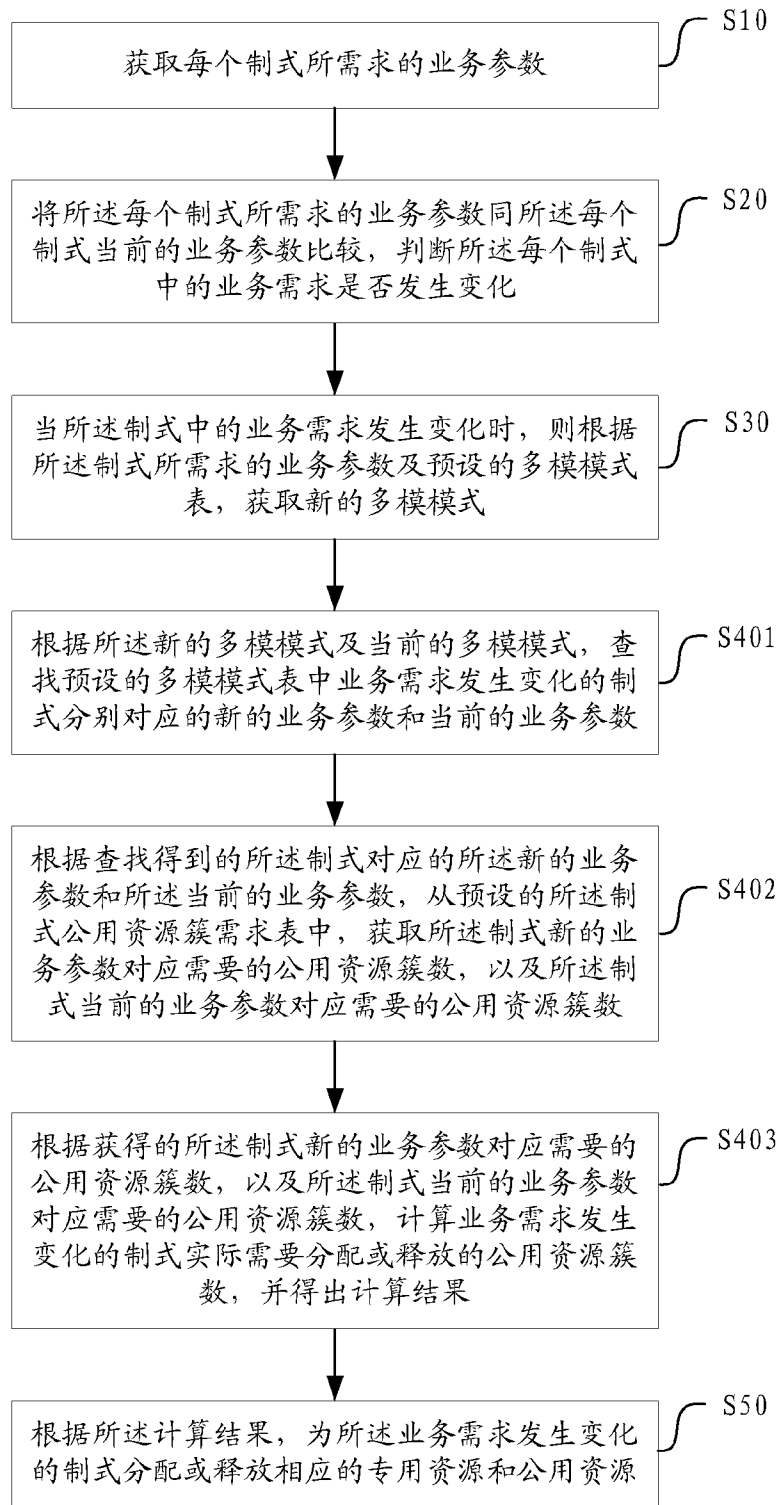 获取每个制式所需求的业务参数
S10
将所述每个制式所需求的业务参数同所述每个
制式当前的业务参数比较，判断所述每个制式
中的业务需求是否发生变化
S20
当所述制式中的业务需求发生变化时，则根据
所述制式所需求的业务参数及预设的多模模式
表，获取新的多模模式
S30
根据所述新的多模模式及当前的多模模式，查
找预设的多模模式表中业务需求发生变化的制
式分别对应的新的业务参数和当前的业务参数
S401
根据查找得到的所述制式对应的所述新的业务
参数和所述当前的业务参数，从预设的所述制
式公用资源簇需求表中，获取所述制式新的业
务参数对应需要的公用资源簇数，以及所述制
式当前的业务参数对应需要的公用资源簇数
S402
根据获得的所述制式新的业务参数对应需要的
公用资源簇数，以及所述制式当前的业务参数
对应需要的公用资源簇数，计算业务需求发生
变化的制式实际需要分配或释放的公用资源簇
数，并得出计算结果
S403
根据所述计算结果，为所述业务需求发生变化
的制式分配或释放相应的专用资源和公用资源
S50